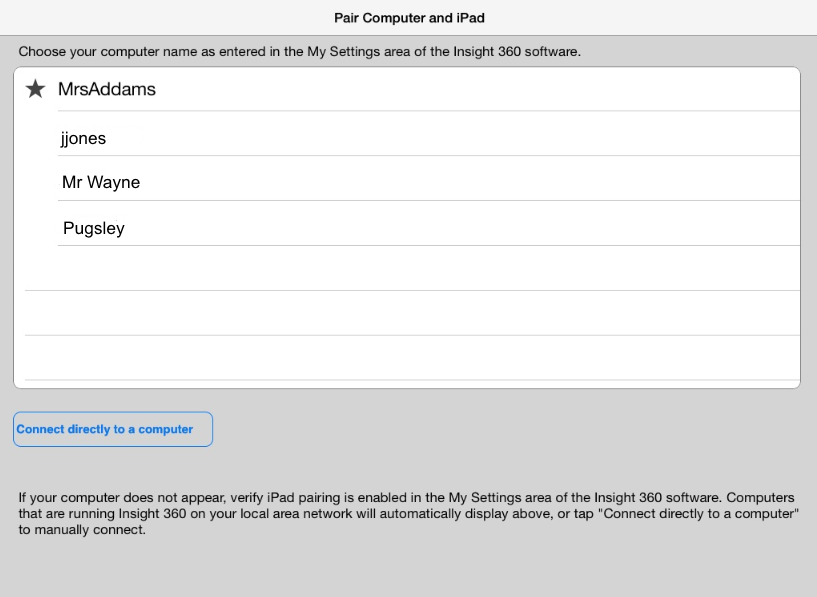 Pair Computer and iPad
Choose your computer name as entered in the My Settings area of the Insight 360 software.
MrsAddams
jjones
Mr Wayne
Pugsley
Connect directly to a computer
If your computer does not appear, verify iPad pairing is enabled in the My Settings area of the Insight 360 software. Computers
that are running Insight 360 on your local area network will automatically display above, or tap "Connect directly to a computer"
to manually connect.